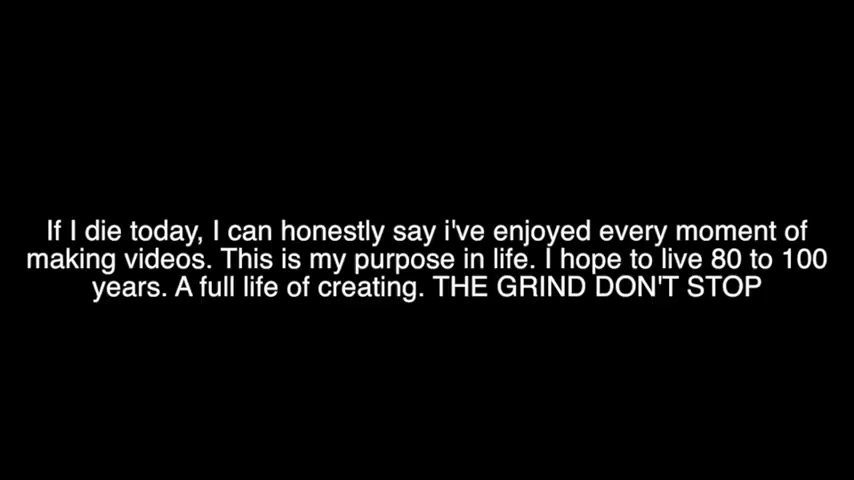 If I die today, I can honestly say i've enjoyed every moment of
making videos. This is my purpose in life. I hope to live 80 to 100
years. A full life of creating. THE GRIND DON'T STOP